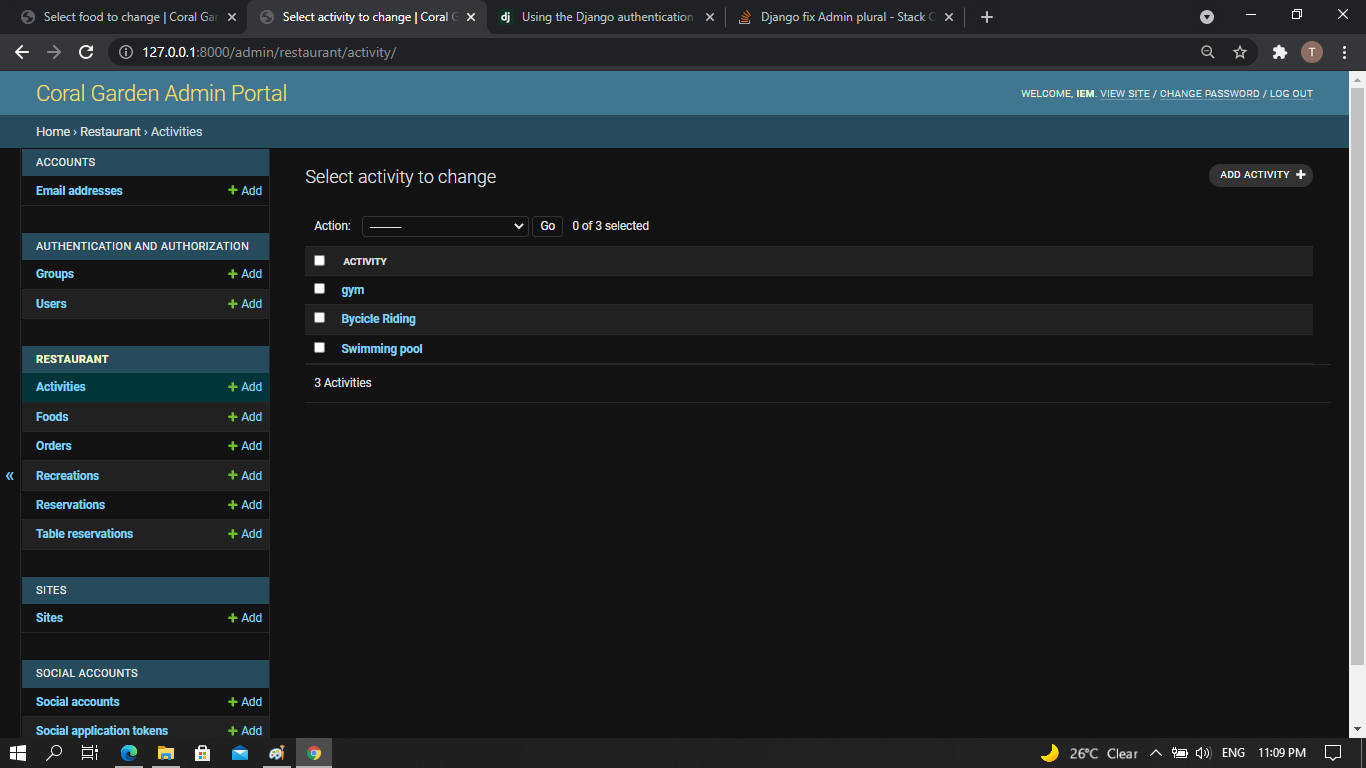 Select food to change | Coral Gar
Select activity to change | Coral G
Using the Django authentication
Django fix Admin plural - Stack O
127.0.0.1:8000/admin/restaurant/activity/
T
Coral Garden Admin Portal
WELCOME, IEM. VIEW SITE / CHANGE PASSWORD / LOG OUT
Home › Restaurant › Activities
ACCOUNTS
Email addresses + Add
AUTHENTICATION AND AUTHORIZATION
Groups + Add
Users + Add
RESTAURANT
Activities + Add
Foods + Add
Orders + Add
Recreations + Add
Reservations + Add
Table reservations + Add
SITES
Sites + Add
SOCIAL ACCOUNTS
Social accounts + Add
Social application tokens + Add
«
Select activity to change
ADD ACTIVITY +
Action: --------- Go 0 of 3 selected
ACTIVITY
gym
Bycicle Riding
Swimming pool
3 Activities
26°C Clear ENG 11:09 PM